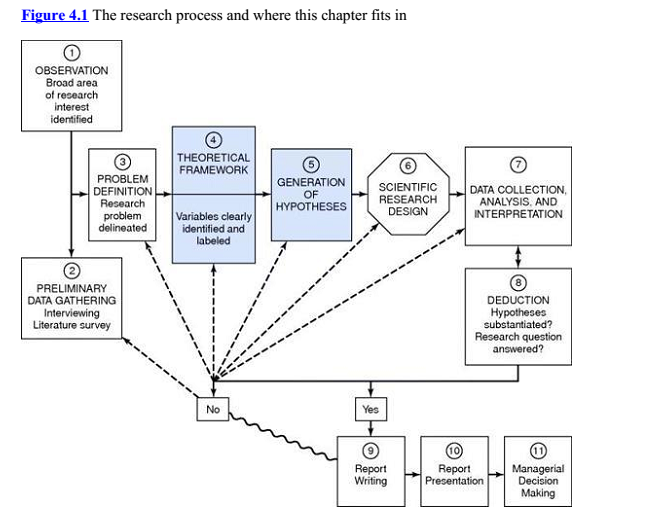 Figure 4.1 The research process and where this chapter fits in
1
OBSERVATION
Broad area
of research
interest
identified
2
PRELIMINARY
DATA GATHERING
Interviewing
Literature survey
3
PROBLEM
DEFINITION
Research
problem
delineated
4
THEORETICAL
FRAMEWORK
Variables clearly
identified and
labeled
5
GENERATION
OF
HYPOTHESES
6
SCIENTIFIC
RESEARCH
DESIGN
7
DATA COLLECTION,
ANALYSIS, AND
INTERPRETATION
8
DEDUCTION
Hypotheses
substantiated?
Research question
answered?
No
Yes
9
Report
Writing
10
Report
Presentation
11
Managerial
Decision
Making